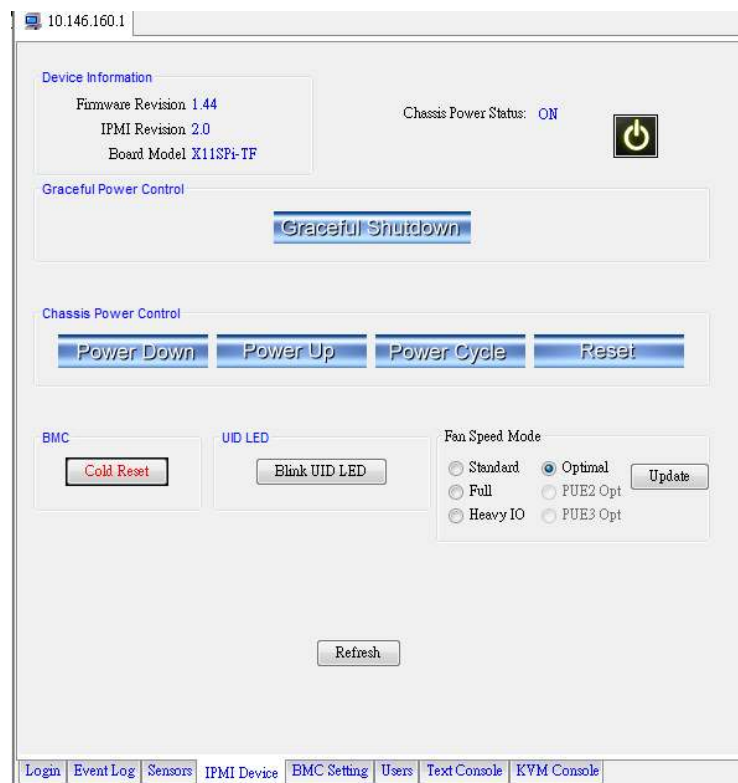 10.146.160.1
Device Information
Firmware Revision 1.44
IPMI Revision 2.0
Board Model X11SPi-TF
Chassis Power Status: ON
Graceful Power Control
Graceful Shutdown
Chassis Power Control
Power Down Power Up Power Cycle Reset
BMC
Cold Reset
UID LED
Blink UID LED
Fan Speed Mode
Standard Optimal
Full PUE2 Opt
Heavy IO PUE3 Opt
Update
Refresh
Login Event Log Sensors IPMI Device BMC Setting Users Text Console KVM Console